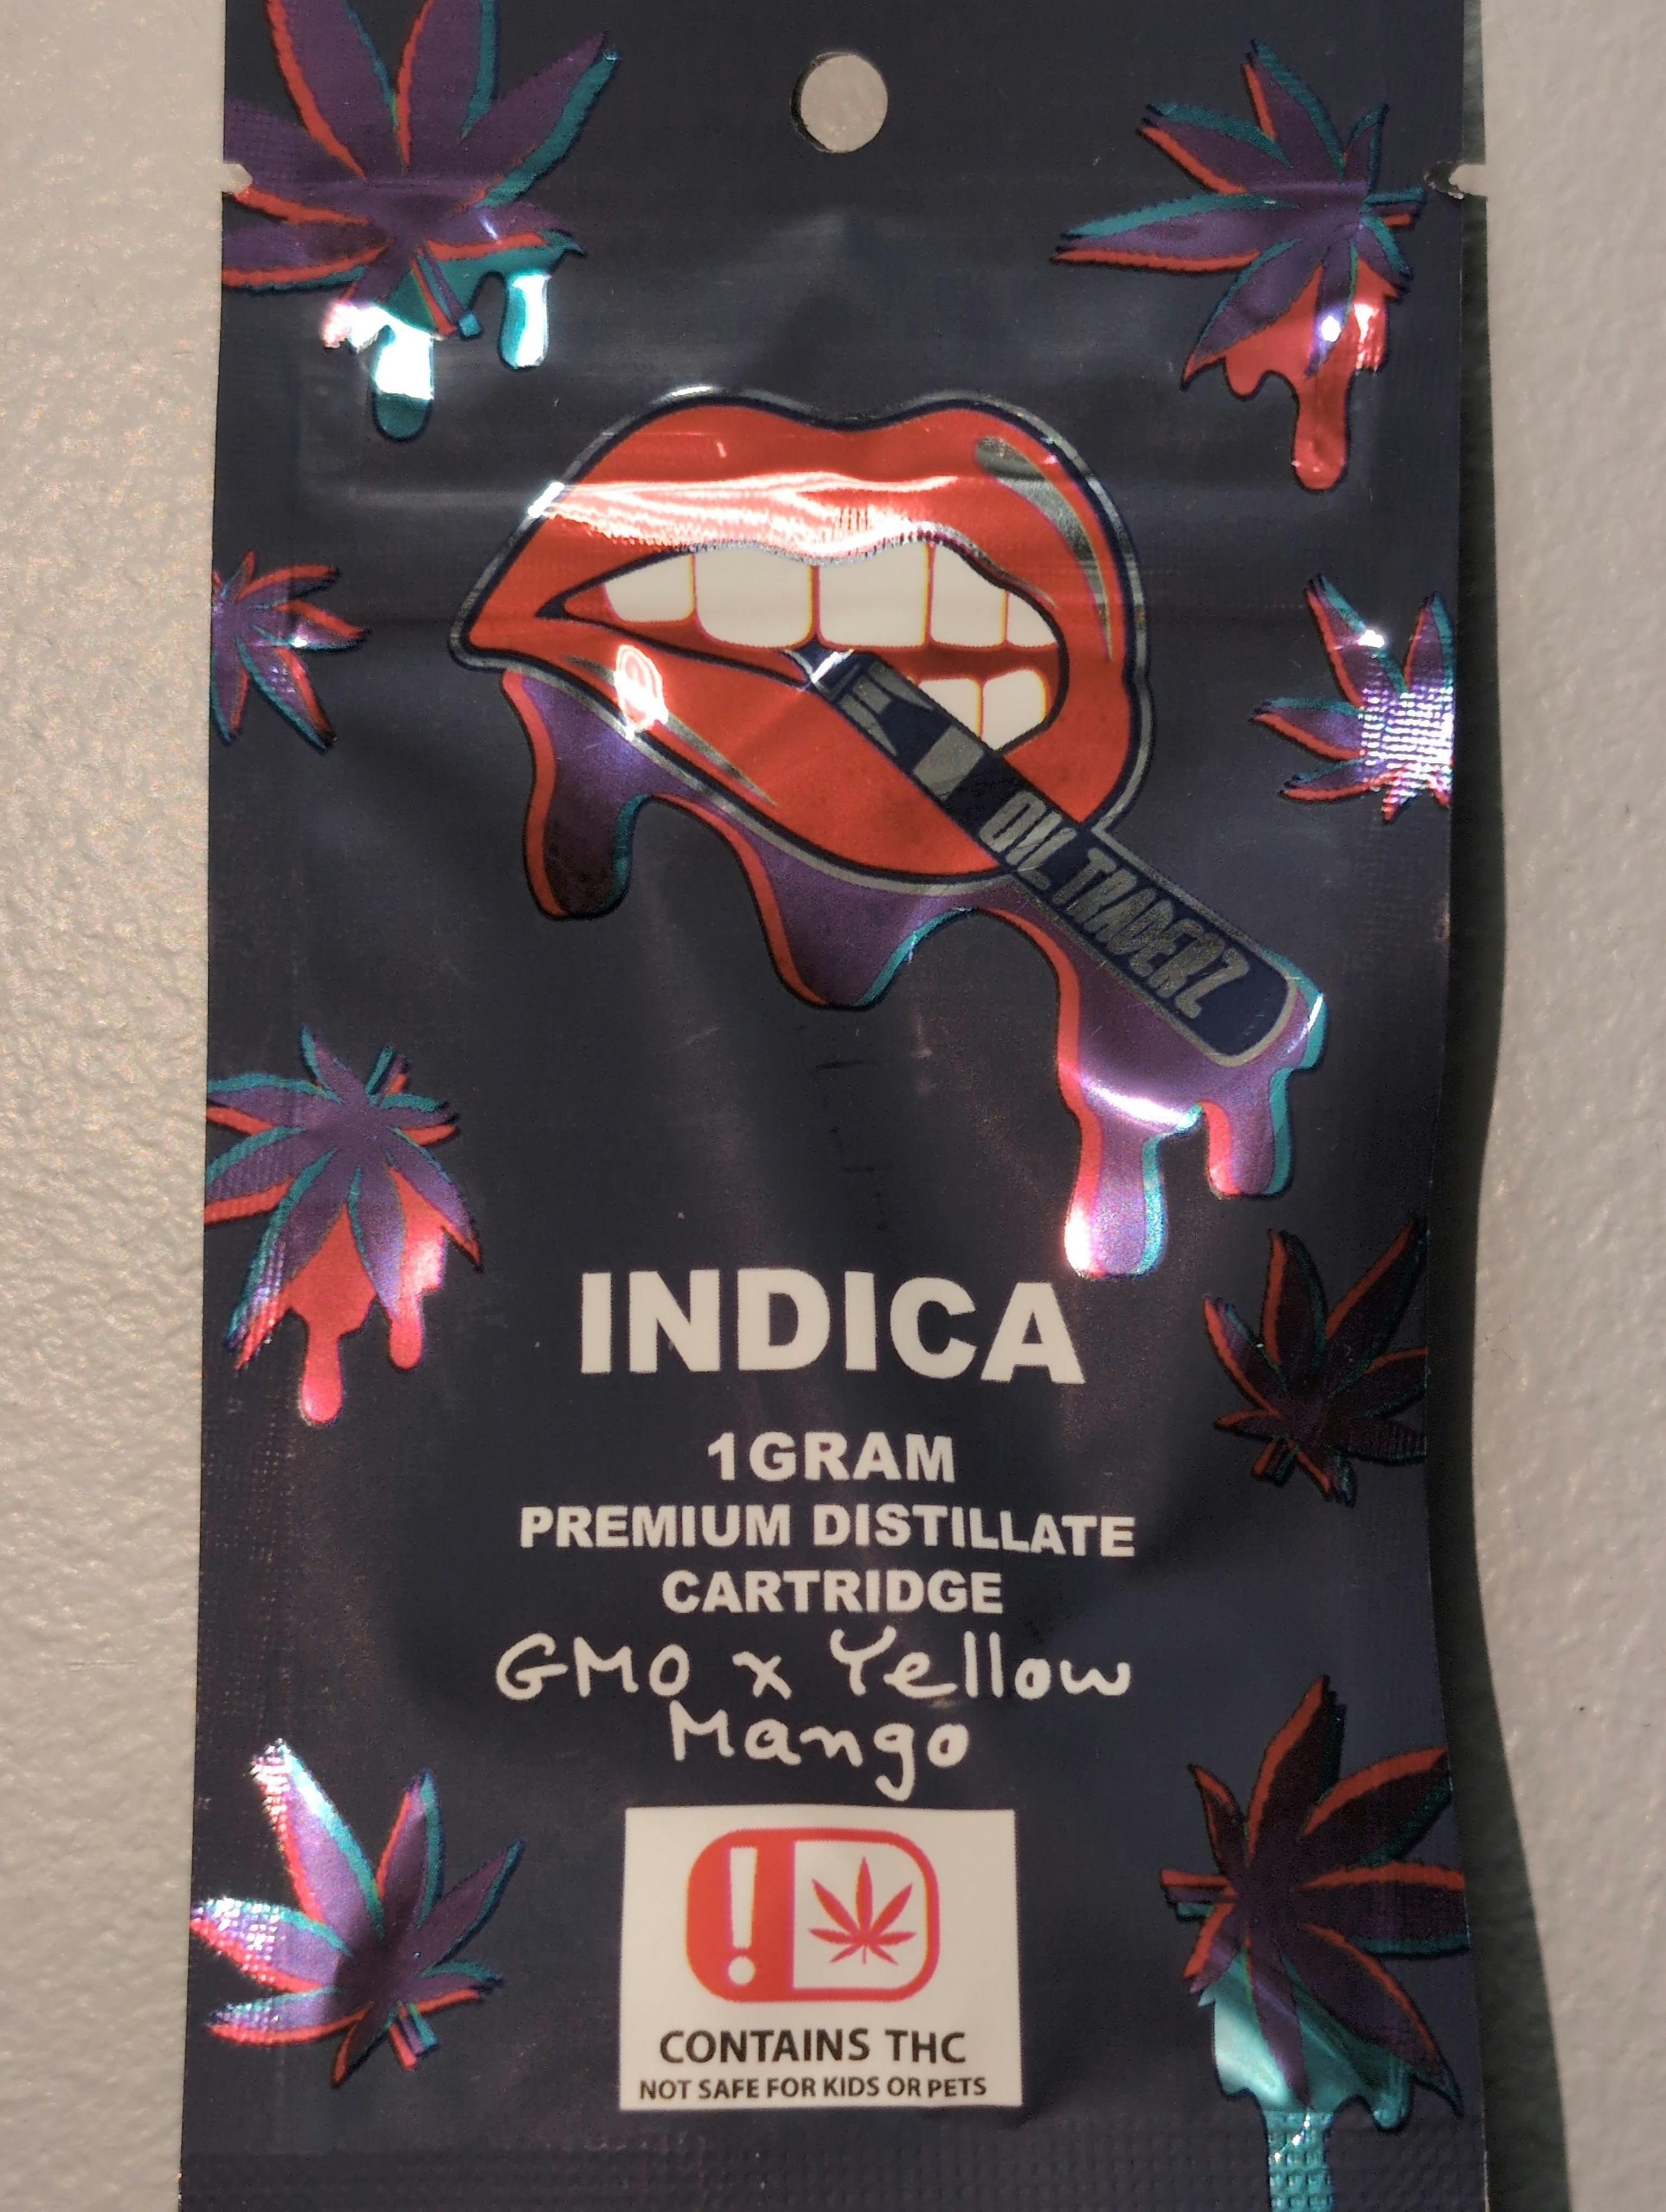 OIL TRADERZ
INDICA
1GRAM
PREMIUM DISTILLATE
CARTRIDGE
GMO x Yellow
Mango
CONTAINS THC
NOT SAFE FOR KIDS OR PETS